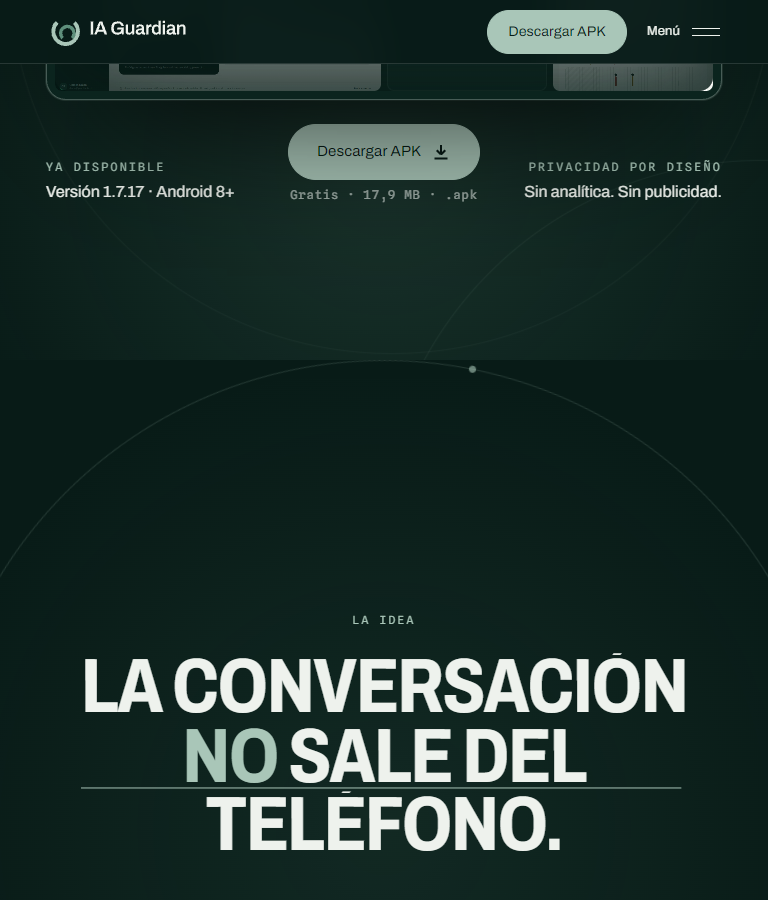 IA Guardian
Descargar APK
Menú
Descargar APK
YA DISPONIBLE
Versión 1.7.17 · Android 8+
Gratis · 17,9 MB · .apk
PRIVACIDAD POR DISEÑO
Sin analítica. Sin publicidad.
LA IDEA
LA CONVERSACIÓN
NO SALE DEL
TELÉFONO.